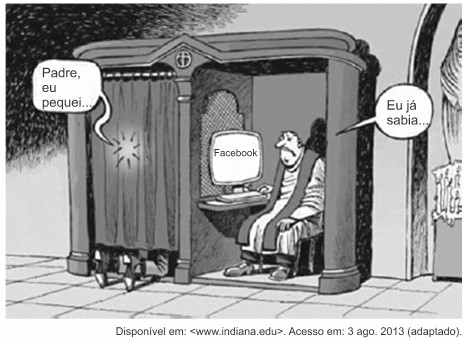 Padre,
eu
pequei...
Facebook
Eu já
sabia...
Disponível em: <www.indiana.edu>. Acesso em: 3 ago. 2013 (adaptado).